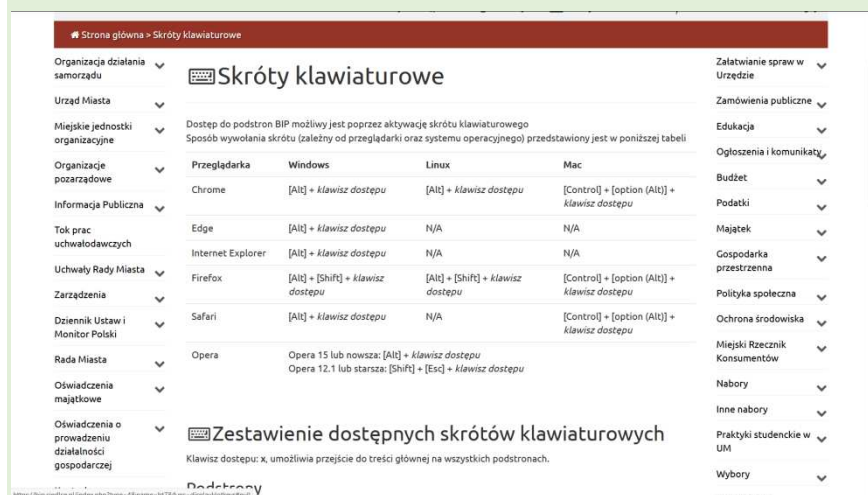 Strona główna > Skróty klawiaturowe
Organizacja działania
samorządu
Urząd Miasta
Miejskie jednostki
organizacyjne
Organizacje
pozarządowe
Informacja Publiczna
Tok prac
uchwałodawczych
Uchwały Rady Miasta
Zarządzenia
Dziennik Ustaw i
Monitor Polski
Rada Miasta
Oświadczenia
majątkowe
Oświadczenia o
prowadzeniu
działalności
gospodarczej
Skróty klawiaturowe
Dostęp do podstron BIP możliwy jest poprzez aktywację skrótu klawiaturowego
Sposób wywołania skrótu (zależny od przeglądarki oraz systemu operacyjnego) przedstawiony jest w poniższej tabeli
Przeglądarka Windows Linux Mac
Chrome [Alt] + klawisz dostępu [Alt] + klawisz dostępu [Control] + [option (Alt)] +
klawisz dostępu
Edge [Alt] + klawisz dostępu N/A N/A
Internet Explorer [Alt] + klawisz dostępu N/A N/A
Firefox [Alt] + [Shift] + klawisz [Alt] + [Shift] + klawisz [Control] + [option (Alt)] +
dostępu dostępu klawisz dostępu
Safari [Alt] + klawisz dostępu N/A [Control] + [option (Alt)] +
klawisz dostępu
Opera Opera 15 lub nowsza: [Alt] + klawisz dostępu
Opera 12.1 lub starsza: [Shift] + [Esc] + klawisz dostępu
Zestawienie dostępnych skrótów klawiaturowych
Klawisz dostępu: x, umożliwia przejście do treści głównej na wszystkich podstronach.
Podstrony
Załatwianie spraw w
Urzędzie
Zamówienia publiczne
Edukacja
Ogłoszenia i komunikaty
Budżet
Podatki
Majątek
Gospodarka
przestrzenna
Polityka społeczna
Ochrona środowiska
Miejski Rzecznik
Konsumentów
Nabory
Inne nabory
Praktyki studenckie w
UM
Wybory